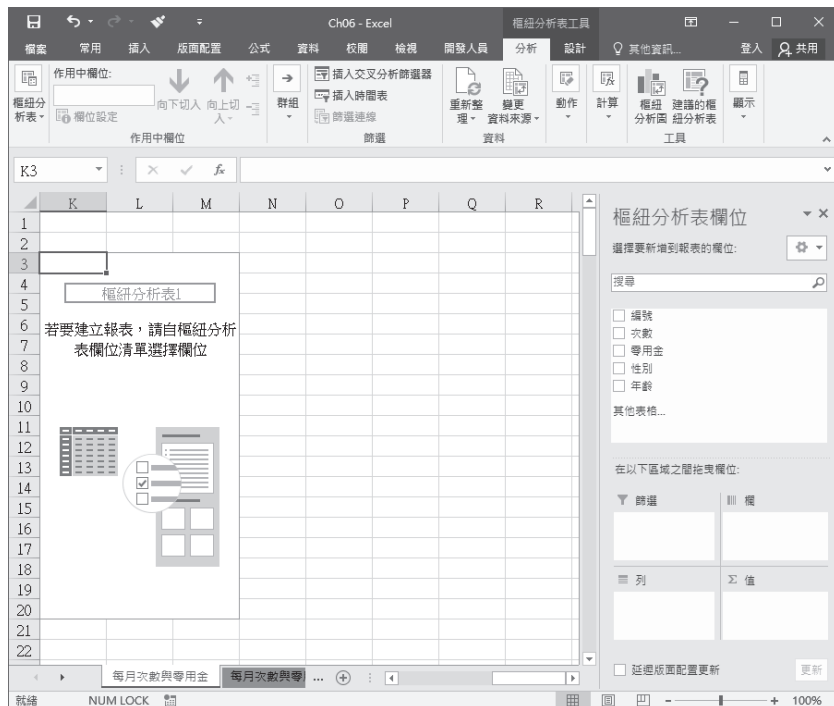 Ch06 - Excel
樞紐分析表工具
檔案 常用 插入 版面配置 公式 資料 校閱 檢視 開發人員 分析 設計 其他資訊... 登入 共用
樞紐分析表
作用中欄位:
欄位設定
向下切入
向上切入
作用中欄位
群組
插入交叉分析篩選器
插入時間表
篩選連線
篩選
重新整理
變更資料來源
資料
動作
計算
樞紐分析圖
建議的樞紐分析表
工具
顯示
K3
fx
K L M N O P Q R
1
2
3
4
5
6
7
8
9
10
11
12
13
14
15
16
17
18
19
20
21
22
樞紐分析表1
若要建立報表，請自樞紐分析
表欄位清單選擇欄位
樞紐分析表欄位
選擇要新增到報表的欄位:
搜尋
編號
次數
零用金
性別
年齡
其他表格...
在以下區域之間拖曳欄位:
篩選
欄
列
Σ 值
延遲版面配置更新
更新
每月次數與零用金 每月次數與零 ...
就緒 NUM LOCK
100%